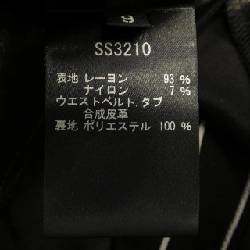 9
SS3210
表地 レーヨン 93 %
ナイロン 7 %
ウエストベルト､タブ
合成皮革
裏地 ポリエステル 100 %